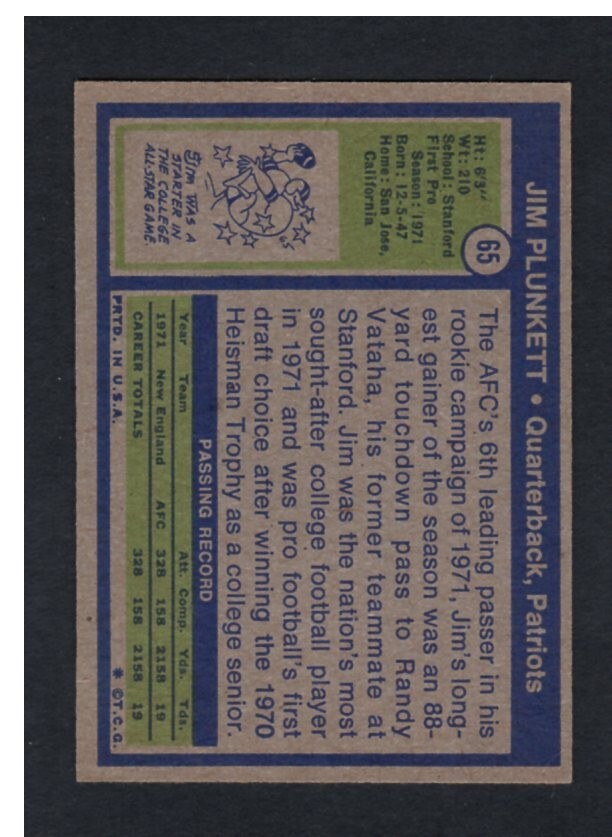 JIM PLUNKETT • Quarterback, Patriots
65
Ht: 6'3"
Wt: 210
School: Stanford
First Pro
Season: 1971
Born: 12-5-47
Home: San Jose,
California
JIM WAS A
STARTER IN
THE COLLEGE
ALL-STAR GAME.
The AFC's 6th leading passer in his
rookie campaign of 1971, Jim's long-
est gainer of the season was an 88-
yard touchdown pass to Randy
Vataha, his former teammate at
Stanford. Jim was the nation's most
sought-after college football player
in 1971 and was pro football's first
draft choice after winning the 1970
Heisman Trophy as a college senior.
PASSING RECORD
Year Team Att. Comp. Yds. Tds.
1971 New England AFC 328 158 2158 19
CAREER TOTALS 328 158 2158 19
PRTD. IN U.S.A. * ©T.C.G.